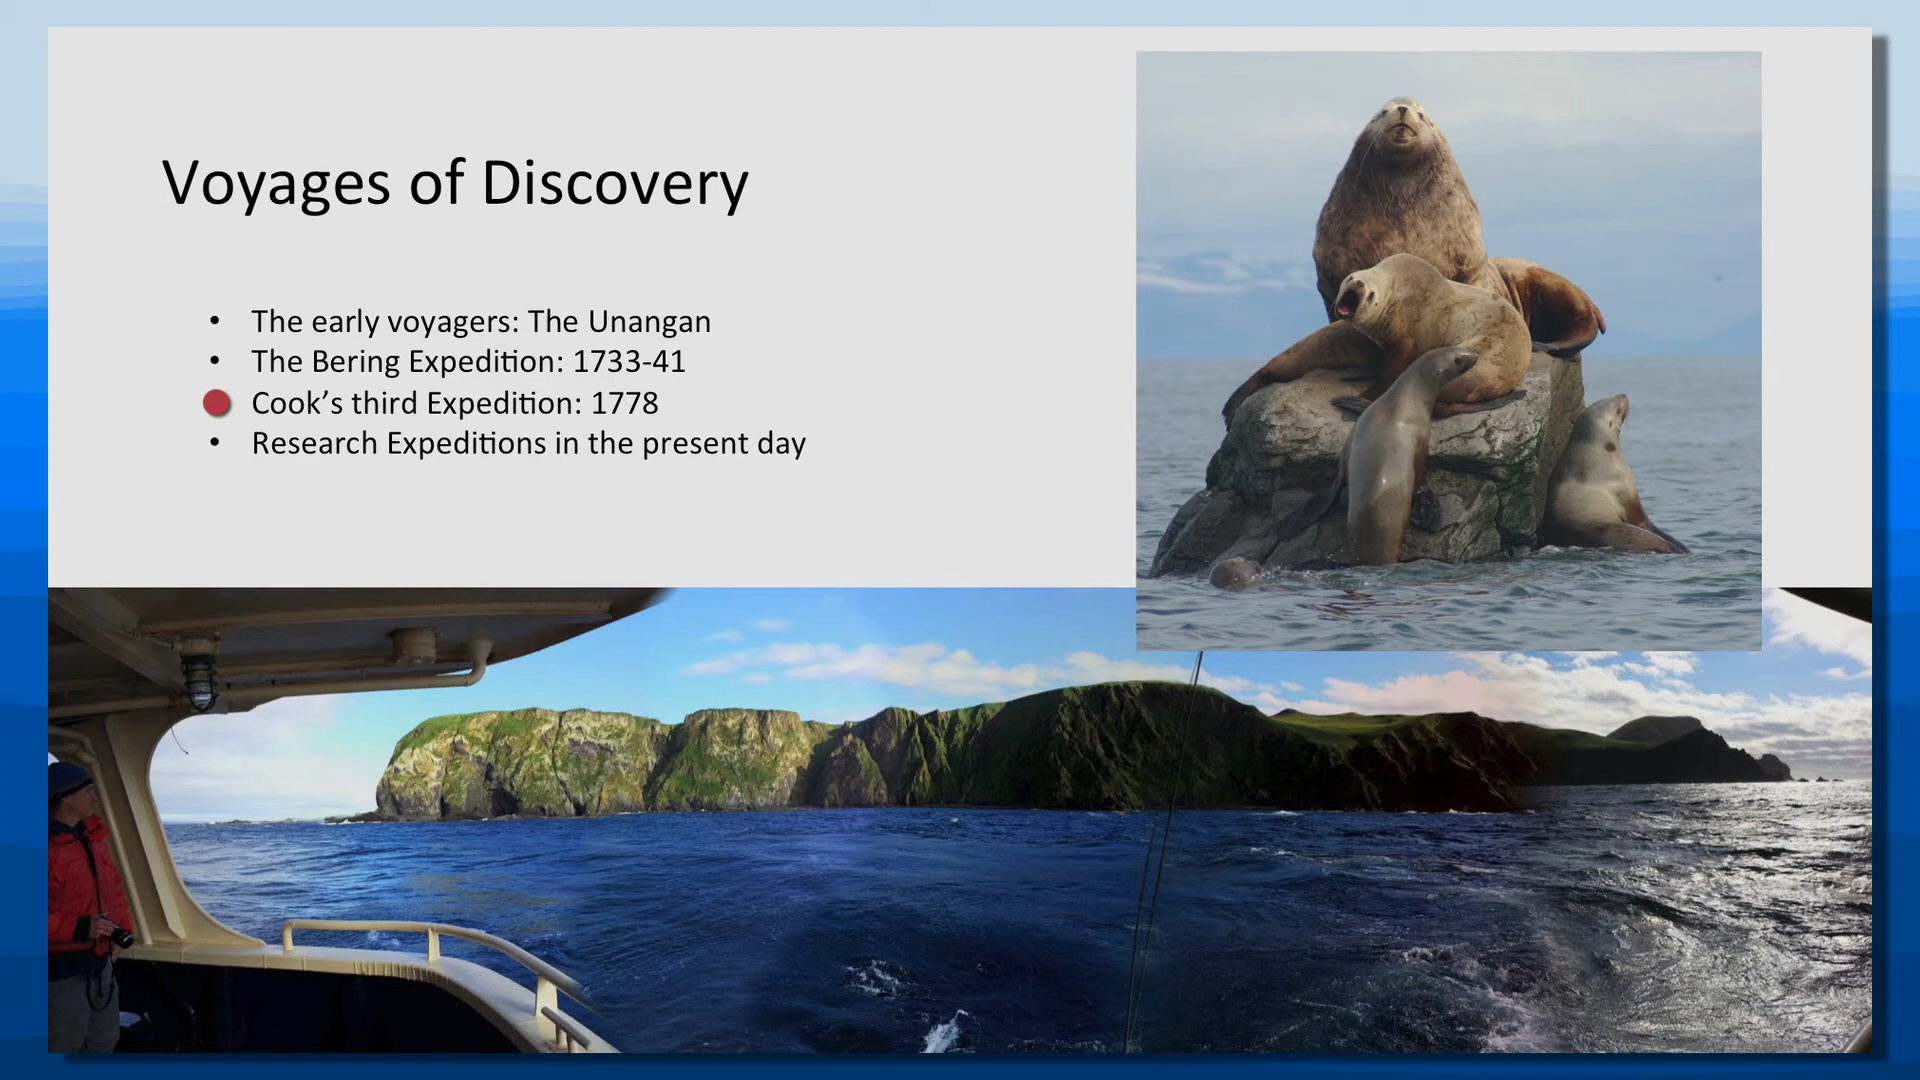 Voyages of Discovery
• The early voyagers: The Unangan
• The Bering Expedition: 1733-41
Cook’s third Expedition: 1778
• Research Expeditions in the present day